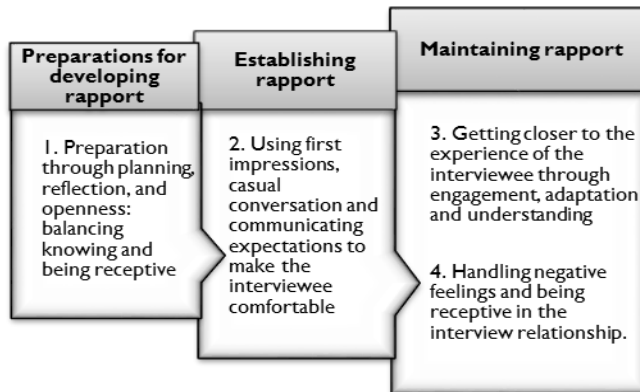 Preparations for
developing
rapport
1. Preparation
through planning,
reflection, and
openness:
balancing
knowing and
being receptive
Establishing
rapport
2. Using first
impressions,
casual
conversation and
communicating
expectations to
make the
interviewee
comfortable
Maintaining rapport
3. Getting closer to the
experience of the
interviewee through
engagement, adaptation
and understanding
4. Handling negative
feelings and being
receptive in the
interview relationship.